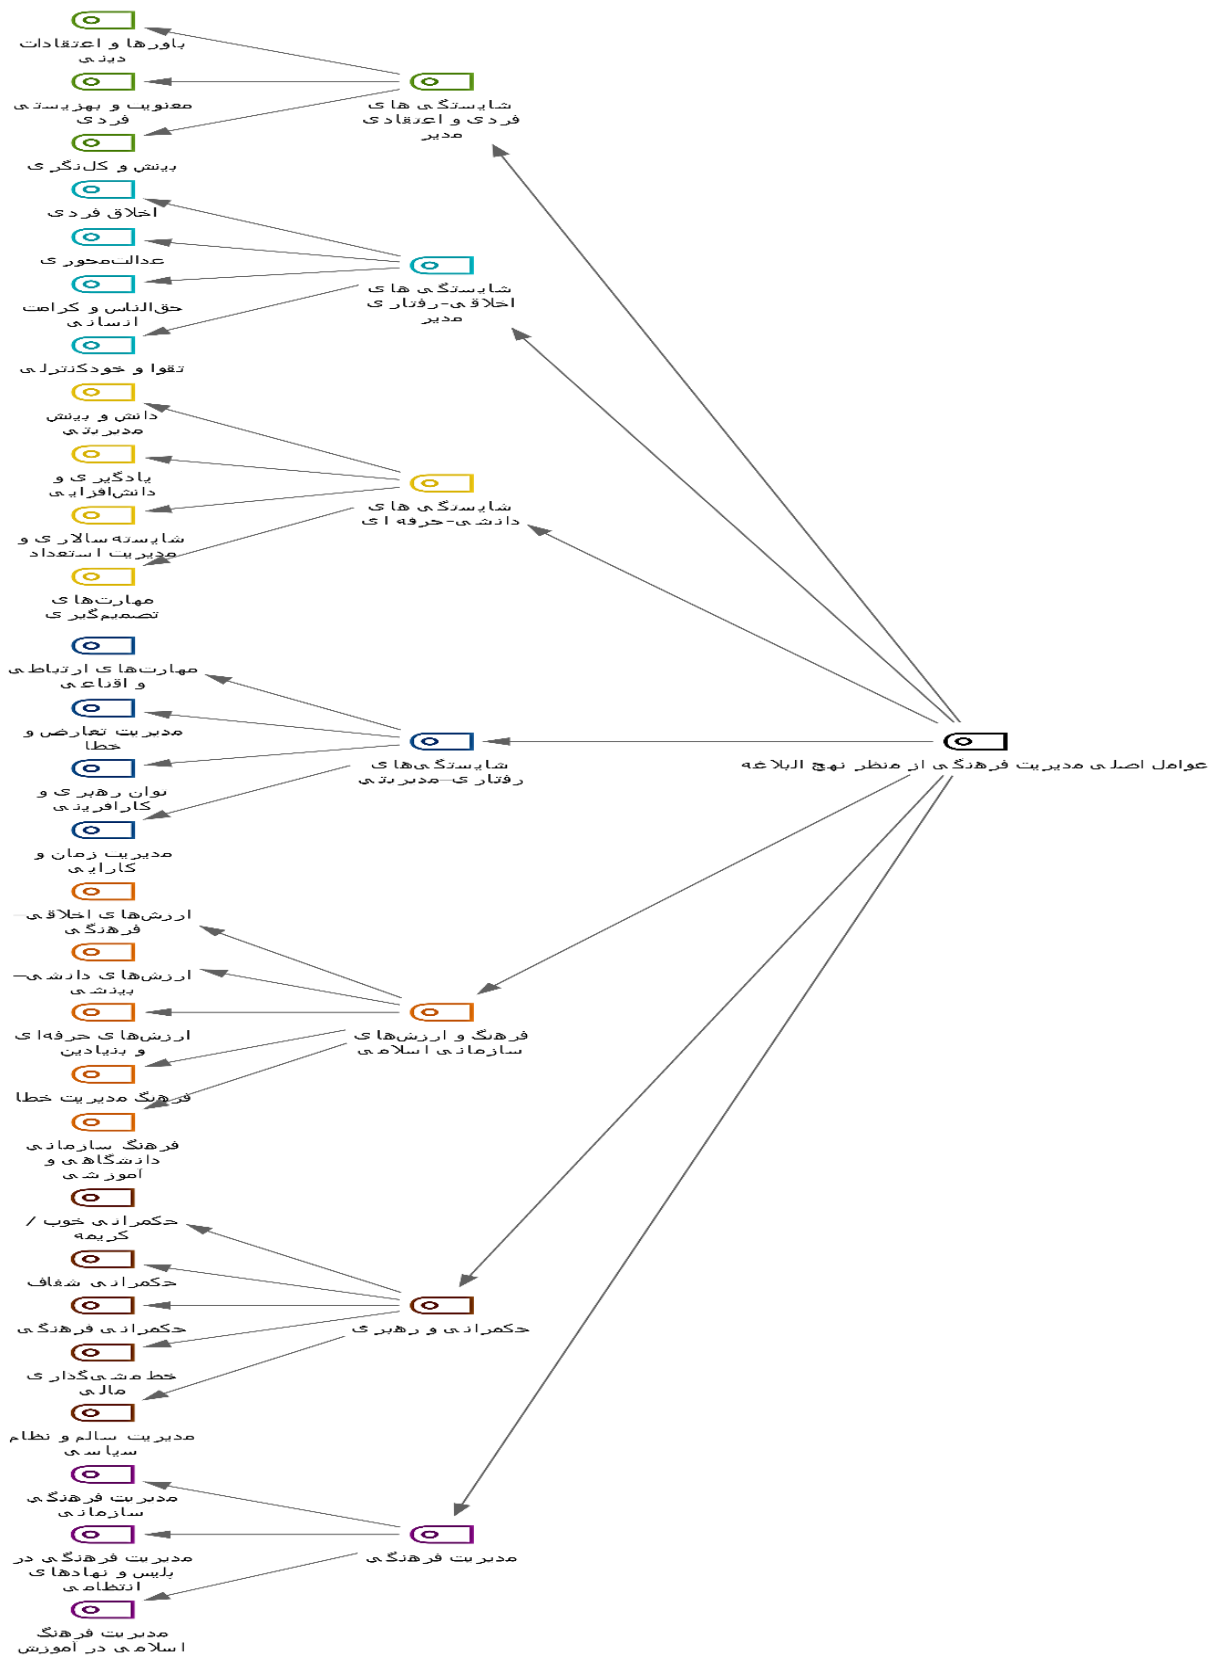 باورها و اعتقادات
دینی
معنویت و بهزیستی
فردی
بینش و کل‌نگری
شایستگی های
فردی و اعتقادی
مدیر
اخلاق فردی
عدالت‌محوری
حق‌الناس و کرامت
انسانی
تقوا و خودکنترلی
شایستگی های
اخلاقی-رفتاری
مدیر
دانش و بینش
مدیریتی
یادگیری و
دانش‌افزایی
شایسته‌سالاری و
مدیریت استعداد
مهارت‌های
تصمیم‌گیری
شایستگی های
دانشی-حرفه ای
مهارت‌های ارتباطی
و اقناعی
مدیریت تعارض و
خطا
توان رهبری و
کارآفرینی
مدیریت زمان و
کارایی
شایستگی‌های
رفتاری–مدیریتی
عوامل اصلی مدیریت فرهنگی از منظر نهج البلاغه
ارزش‌های اخلاقی–
فرهنگی
ارزش‌های دانشی–
بینشی
ارزش‌های حرفه‌ای
و بنیادین
فرهنگ مدیریت خطا
فرهنگ سازمانی
دانشگاهی و
آموزشی
فرهنگ و ارزش‌های
سازمانی اسلامی
حکمرانی خوب /
کریمه
حکمرانی شفاف
حکمرانی فرهنگی
خط‌مشی‌گذاری
مالی
مدیریت سالم و نظام
سیاسی
حکمرانی و رهبری
مدیریت فرهنگی
سازمانی
مدیریت فرهنگی در
پلیس و نهادهای
انتظامی
مدیریت فرهنگ
اسلامی در آموزش
مدیریت فرهنگی